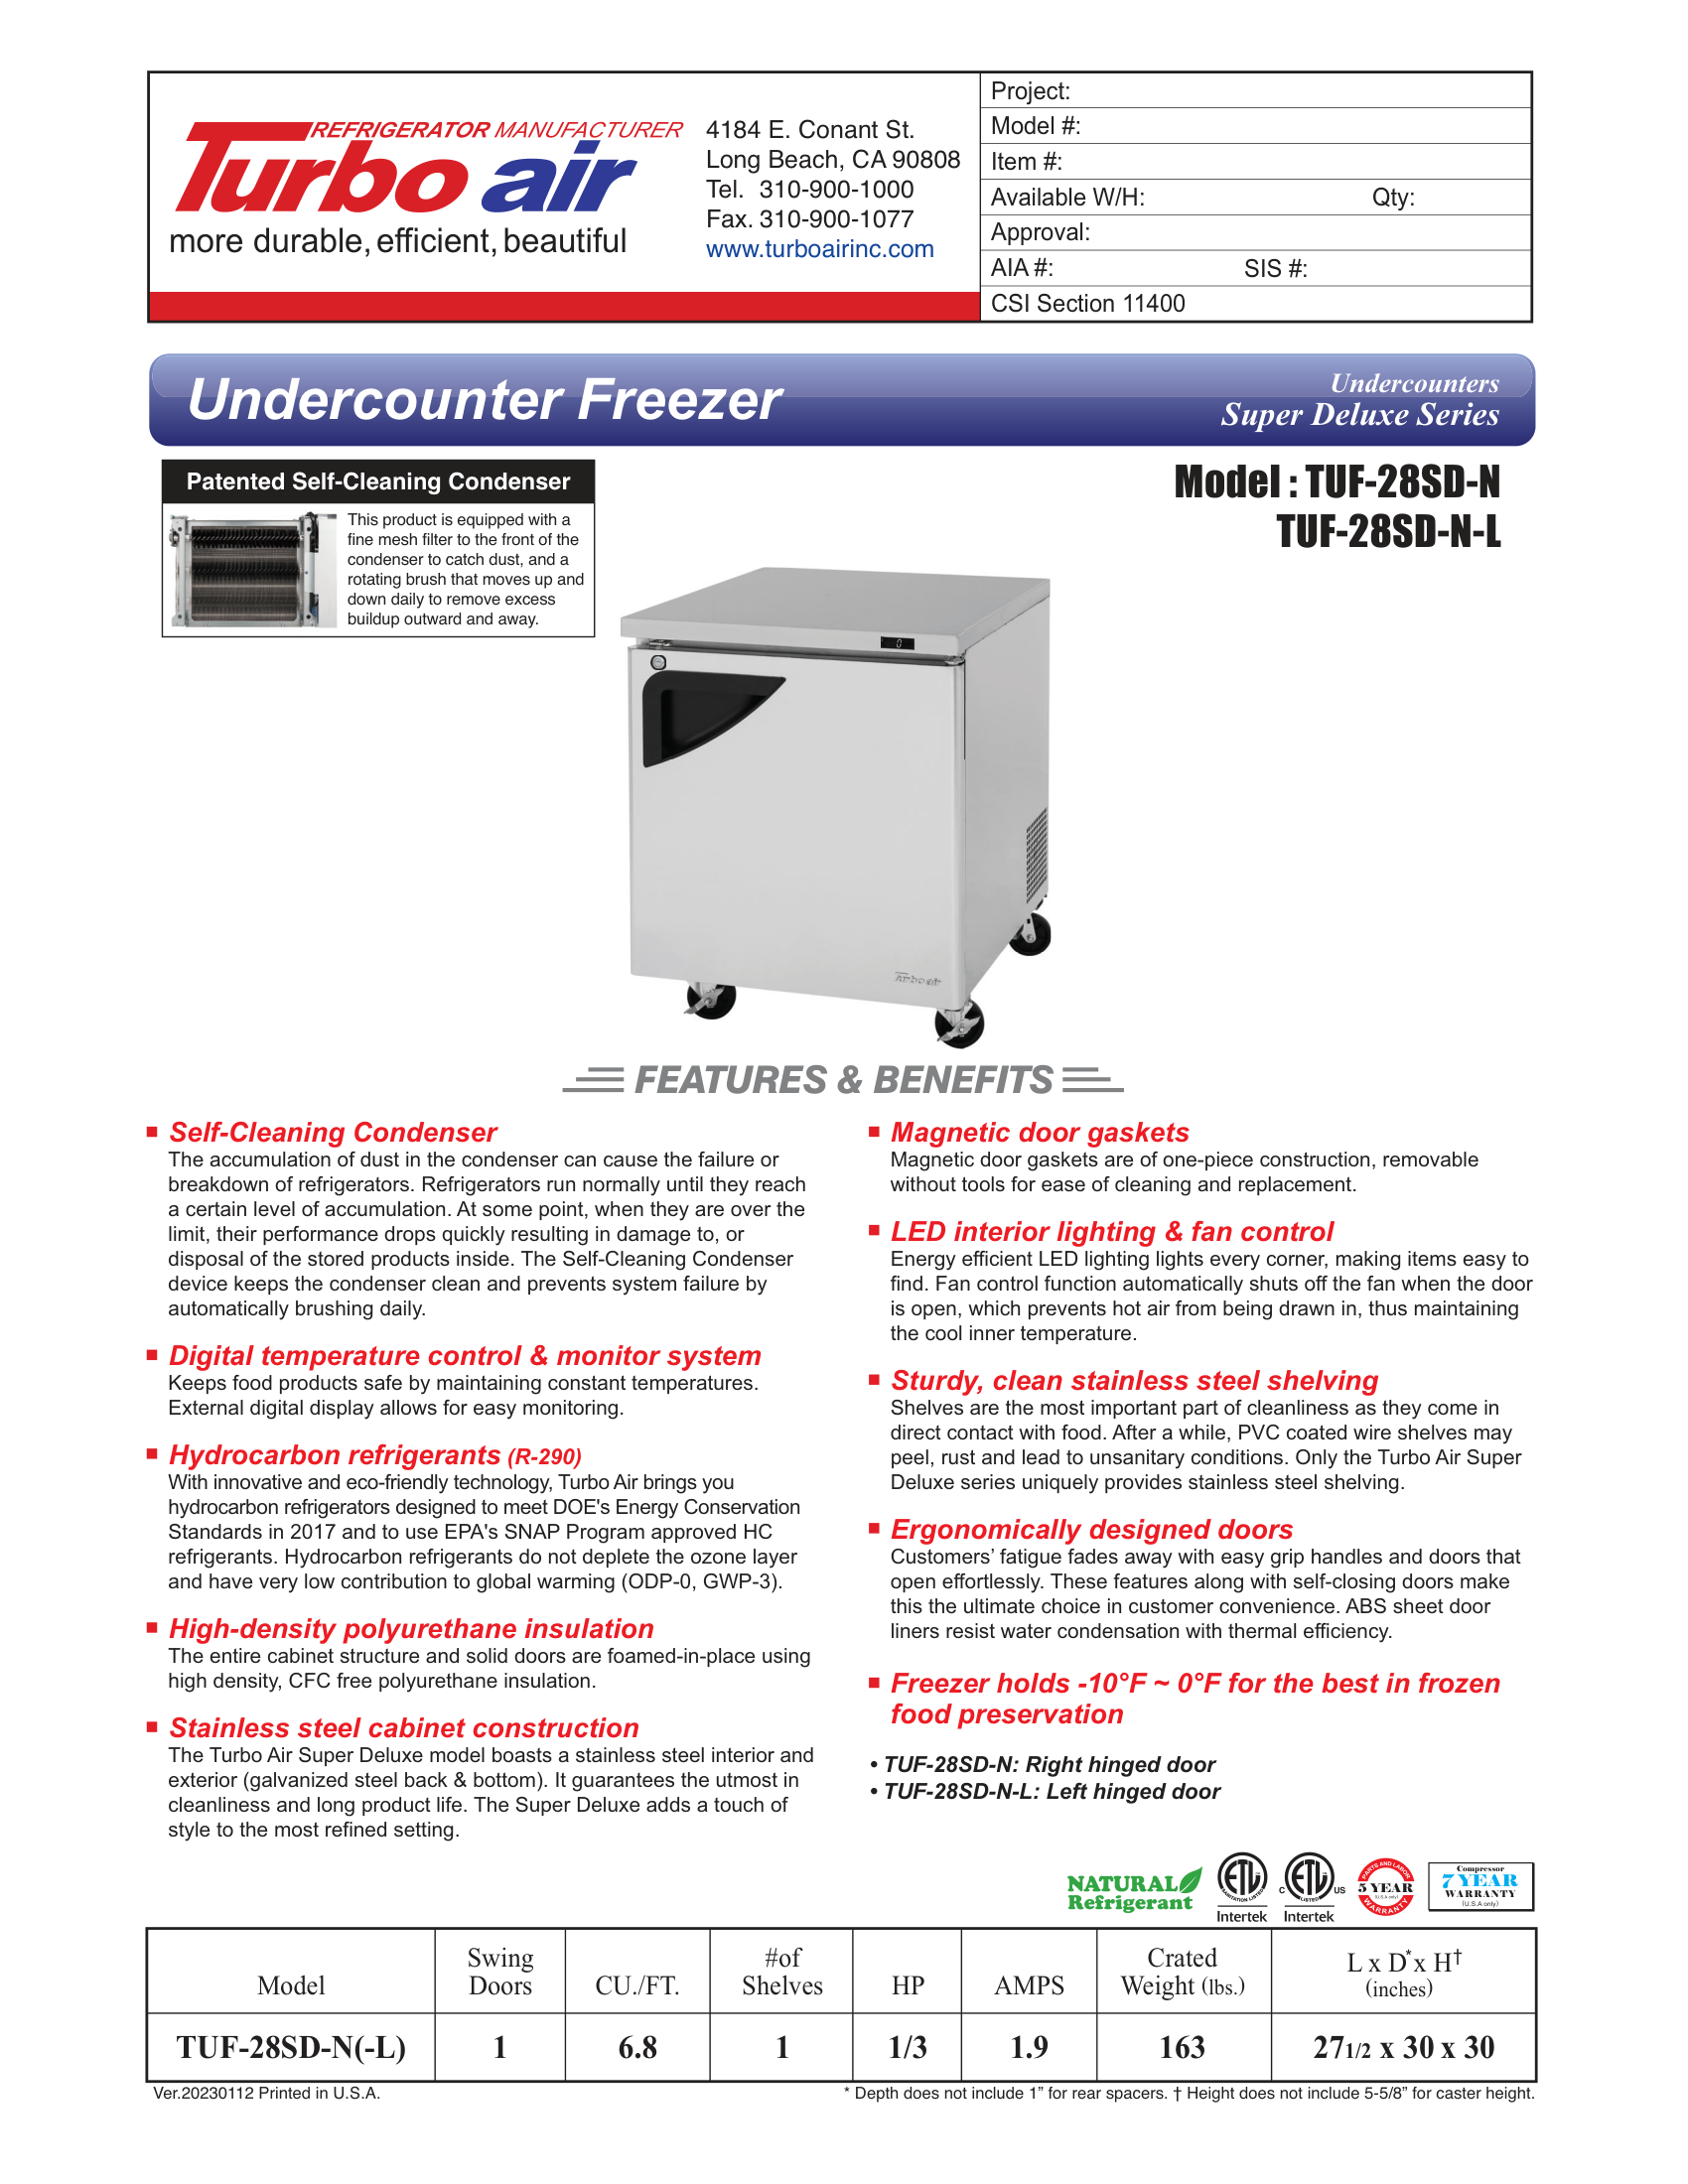 REFRIGERATOR MANUFACTURER
Turbo air
more durable, efficient, beautiful
4184 E. Conant St.
Long Beach, CA 90808
Tel. 310-900-1000
Fax. 310-900-1077
www.turboairinc.com
Project:
Model #:
Item #:
Available W/H: Qty:
Approval:
AIA #: SIS #:
CSI Section 11400
Undercounter Freezer
Undercounters
Super Deluxe Series
Patented Self-Cleaning Condenser
This product is equipped with a
fine mesh filter to the front of the
condenser to catch dust, and a
rotating brush that moves up and
down daily to remove excess
buildup outward and away.
Model : TUF-28SD-N
TUF-28SD-N-L
0
Turbo air
FEATURES & BENEFITS
Self-Cleaning Condenser
The accumulation of dust in the condenser can cause the failure or
breakdown of refrigerators. Refrigerators run normally until they reach
a certain level of accumulation. At some point, when they are over the
limit, their performance drops quickly resulting in damage to, or
disposal of the stored products inside. The Self-Cleaning Condenser
device keeps the condenser clean and prevents system failure by
automatically brushing daily.
Digital temperature control & monitor system
Keeps food products safe by maintaining constant temperatures.
External digital display allows for easy monitoring.
Hydrocarbon refrigerants (R-290)
With innovative and eco-friendly technology, Turbo Air brings you
hydrocarbon refrigerators designed to meet DOE's Energy Conservation
Standards in 2017 and to use EPA's SNAP Program approved HC
refrigerants. Hydrocarbon refrigerants do not deplete the ozone layer
and have very low contribution to global warming (ODP-0, GWP-3).
High-density polyurethane insulation
The entire cabinet structure and solid doors are foamed-in-place using
high density, CFC free polyurethane insulation.
Stainless steel cabinet construction
The Turbo Air Super Deluxe model boasts a stainless steel interior and
exterior (galvanized steel back & bottom). It guarantees the utmost in
cleanliness and long product life. The Super Deluxe adds a touch of
style to the most refined setting.
Magnetic door gaskets
Magnetic door gaskets are of one-piece construction, removable
without tools for ease of cleaning and replacement.
LED interior lighting & fan control
Energy efficient LED lighting lights every corner, making items easy to
find. Fan control function automatically shuts off the fan when the door
is open, which prevents hot air from being drawn in, thus maintaining
the cool inner temperature.
Sturdy, clean stainless steel shelving
Shelves are the most important part of cleanliness as they come in
direct contact with food. After a while, PVC coated wire shelves may
peel, rust and lead to unsanitary conditions. Only the Turbo Air Super
Deluxe series uniquely provides stainless steel shelving.
Ergonomically designed doors
Customers' fatigue fades away with easy grip handles and doors that
open effortlessly. These features along with self-closing doors make
this the ultimate choice in customer convenience. ABS sheet door
liners resist water condensation with thermal efficiency.
Freezer holds -10°F ~ 0°F for the best in frozen
food preservation
• TUF-28SD-N: Right hinged door
• TUF-28SD-N-L: Left hinged door
NATURAL
Refrigerant
ETL
SANITATION LISTED
Intertek
C ETL US
LISTED
Intertek
PARTS AND LABOR
5 YEAR
(U.S.A only)
WARRANTY
Compressor
7 YEAR
WARRANTY
(U.S.A only)
Model Swing Doors CU./FT. #of Shelves HP AMPS Crated Weight (lbs.) L x D* x H† (inches)
TUF-28SD-N(-L) 1 6.8 1 1/3 1.9 163 27 1/2 x 30 x 30
Ver.20230112 Printed in U.S.A.
* Depth does not include 1” for rear spacers. † Height does not include 5-5/8” for caster height.